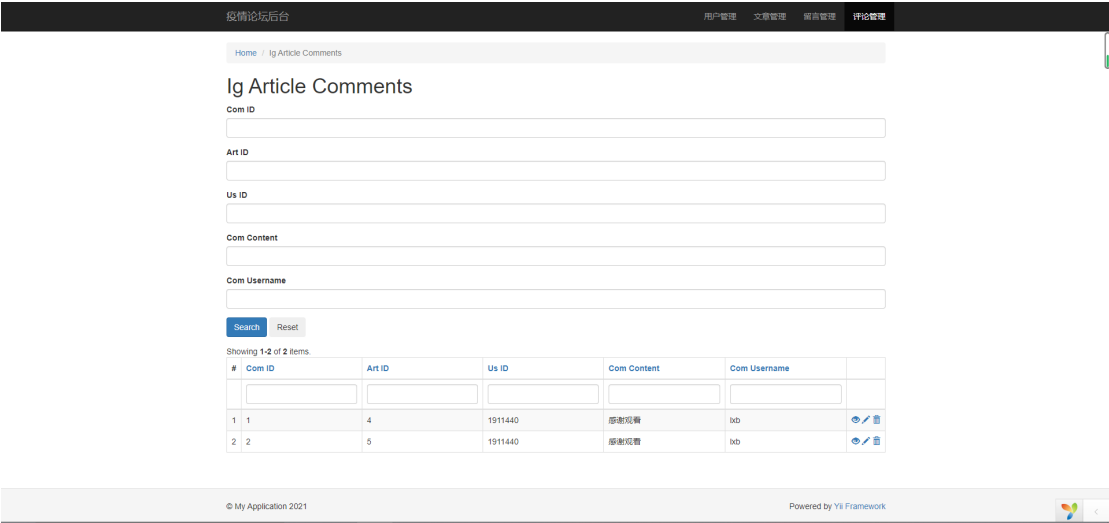 疫情论坛后台 用户管理 文章管理 留言管理 评论管理
Home / Ig Article Comments
Ig Article Comments
Com ID
Art ID
Us ID
Com Content
Com Username
Search Reset
Showing 1-2 of 2 items.
# Com ID Art ID Us ID Com Content Com Username
1 1 4 1911440 感谢观看 lxb
2 2 5 1911440 感谢观看 lxb
© My Application 2021 Powered by Yii Framework